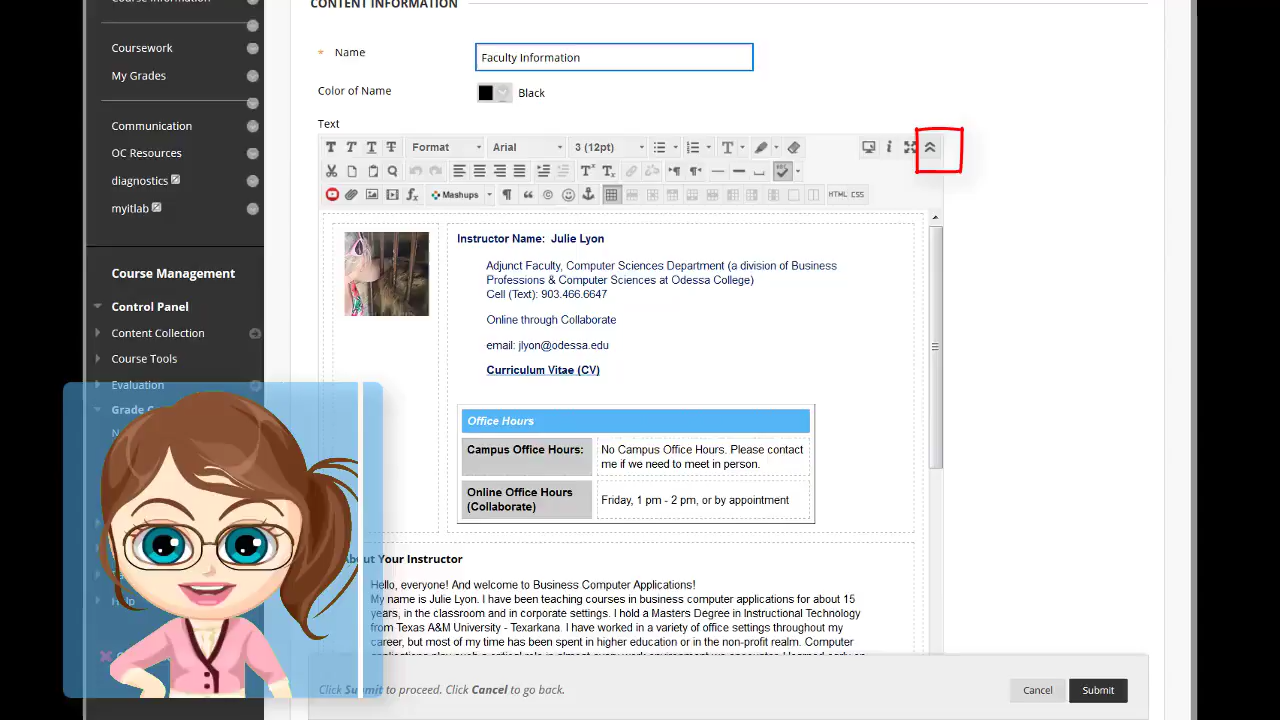 CONTENT INFORMATION
Coursework
My Grades
Communication
OC Resources
diagnostics
myitlab
Course Management
Control Panel
Content Collection
Course Tools
Evaluation
* Name
Faculty Information
Color of Name
Black
Text
T T T T Format Arial 3 (12pt)
Mashups
HTML CSS
Instructor Name: Julie Lyon
Adjunct Faculty, Computer Sciences Department (a division of Business
Professions & Computer Sciences at Odessa College)
Cell (Text): 903.466.6647
Online through Collaborate
email: jlyon@odessa.edu
Curriculum Vitae (CV)
Office Hours
Campus Office Hours:
No Campus Office Hours. Please contact
me if we need to meet in person.
Online Office Hours
(Collaborate)
Friday, 1 pm - 2 pm, or by appointment
About Your Instructor
Hello, everyone! And welcome to Business Computer Applications!
My name is Julie Lyon. I have been teaching courses in business computer applications for about 15
years, in the classroom and in corporate settings. I hold a Masters Degree in Instructional Technology
from Texas A&M University - Texarkana. I have worked in a variety of office settings throughout my
career, but most of my time has been spent in higher education or in the non-profit realm. Computer
Click Submit to proceed. Click Cancel to go back.
Cancel
Submit